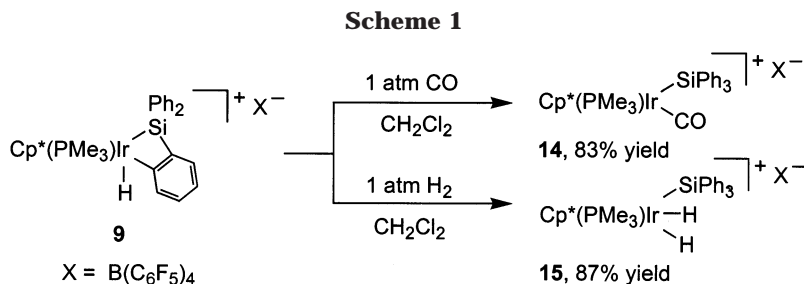 Scheme 1
Ph2
Si
Cp*(PMe3)Ir
H
+ X−
9
X = B(C6F5)4
1 atm CO
CH2Cl2
1 atm H2
CH2Cl2
SiPh3
Cp*(PMe3)Ir
CO
+ X−
14, 83% yield
SiPh3
Cp*(PMe3)Ir—H
H
+ X−
15, 87% yield